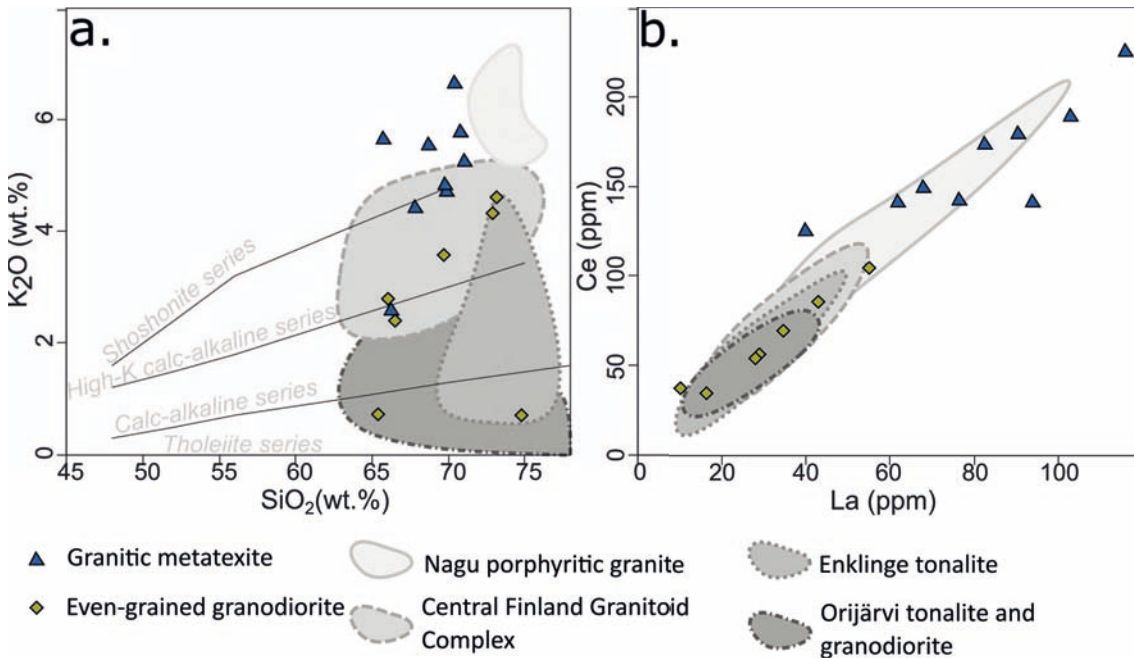 a.
b.
K2O (wt.%)
6
4
2
0
Shoshonite series
High-K calc-alkaline series
Calc-alkaline series
Tholeiite series
45 50 55 60 65 70 75
SiO2(wt.%)
Ce (ppm)
200
150
100
50
0
0 20 40 60 80 100
La (ppm)
Granitic metatexite
Even-grained granodiorite
Nagu porphyritic granite
Central Finland Granitoid
Complex
Enklinge tonalite
Orijärvi tonalite and
granodiorite